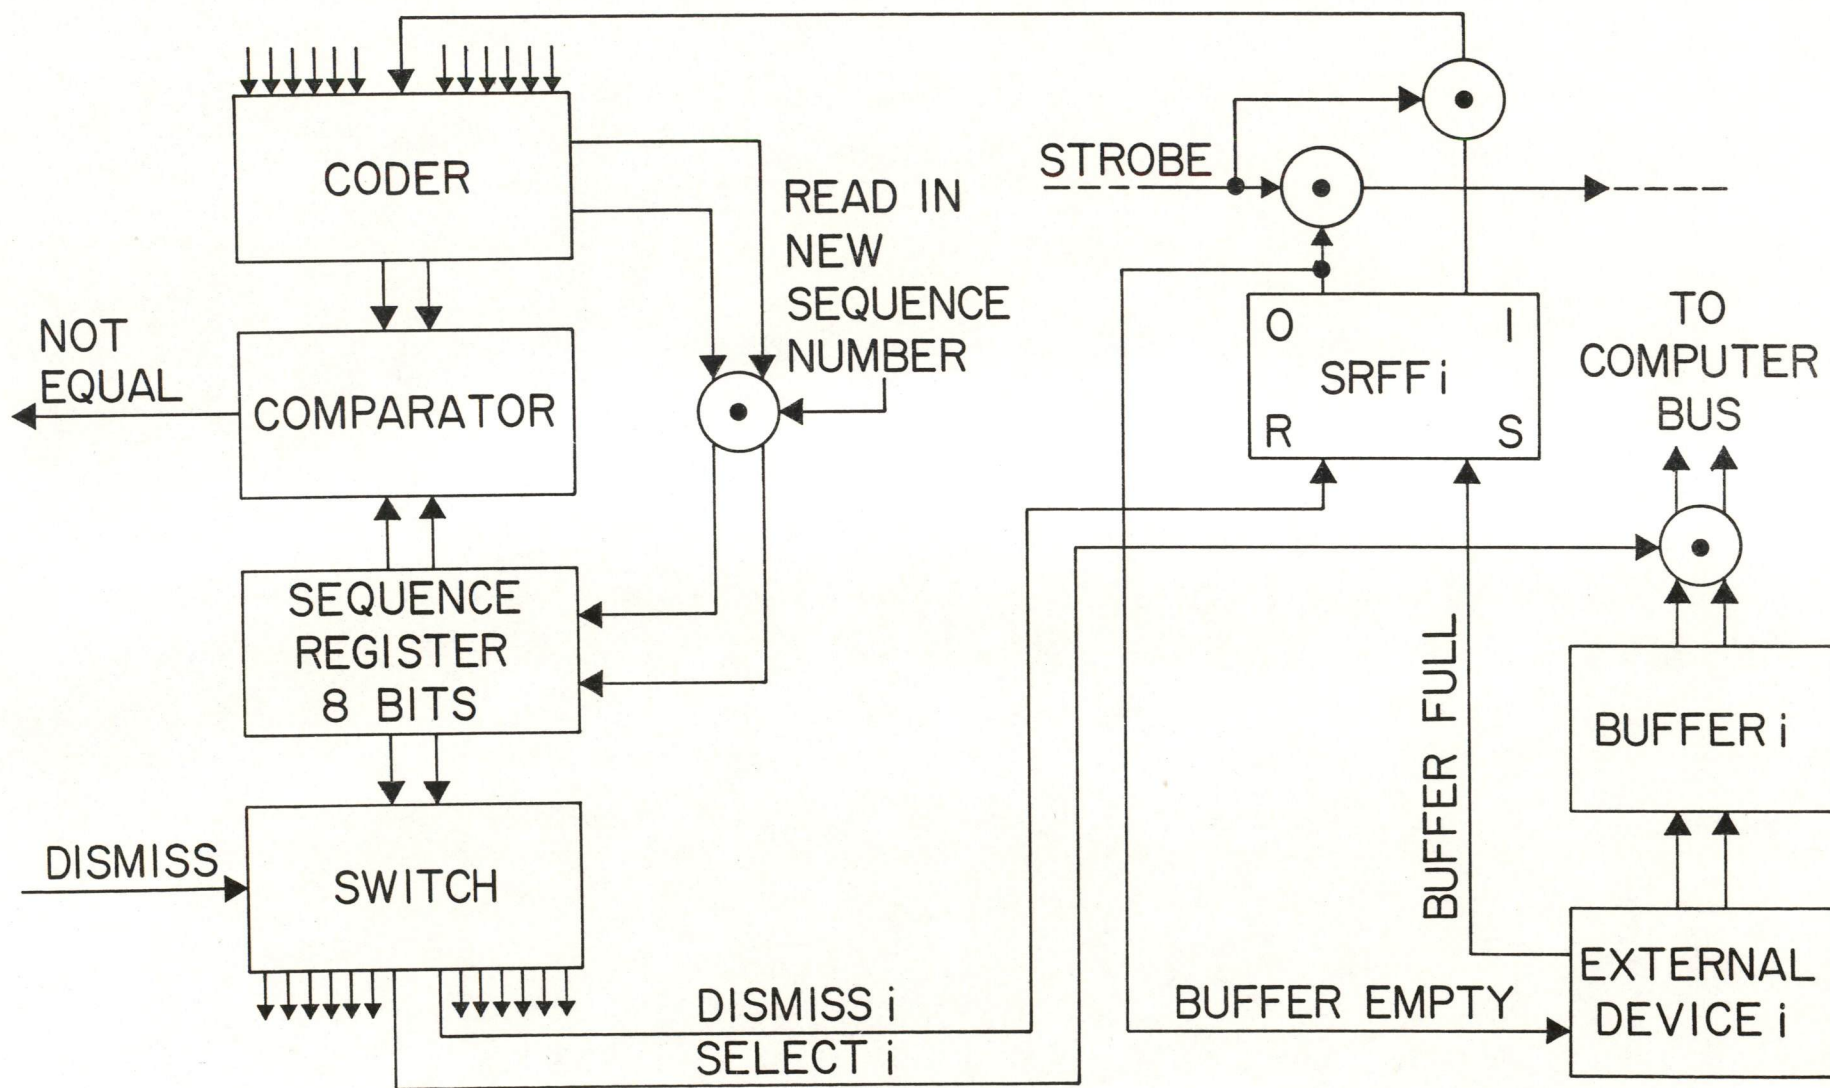 CODER
READ IN
NEW
SEQUENCE
NUMBER
NOT
EQUAL
COMPARATOR
SEQUENCE
REGISTER
8 BITS
DISMISS
SWITCH
DISMISS i
SELECT i
STROBE
O I
SRFF i
R S
TO
COMPUTER
BUS
BUFFER FULL
BUFFER i
BUFFER EMPTY
EXTERNAL
DEVICE i